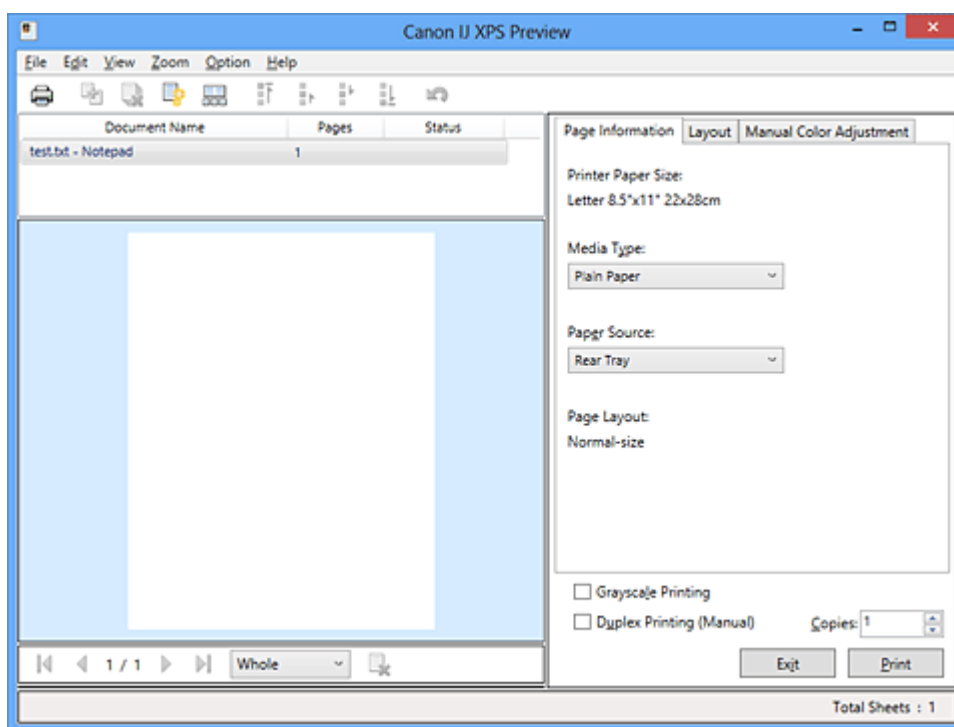 Canon IJ XPS Preview
File Edit View Zoom Option Help
Document Name Pages Status
test.txt - Notepad 1
Page Information Layout Manual Color Adjustment
Printer Paper Size:
Letter 8.5"x11" 22x28cm
Media Type:
Plain Paper
Paper Source:
Rear Tray
Page Layout:
Normal-size
Grayscale Printing
Duplex Printing (Manual) Copies: 1
1 / 1 Whole Exit Print
Total Sheets : 1